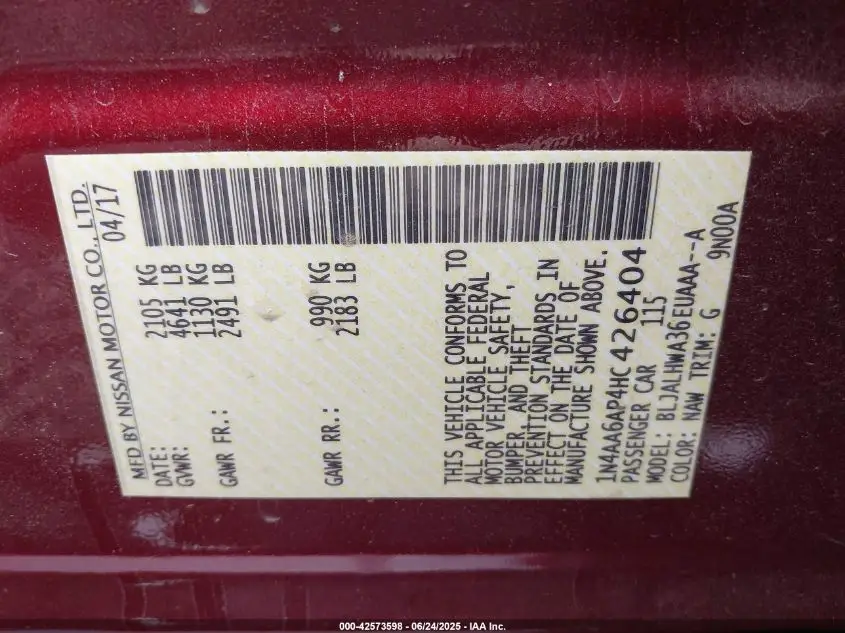 MFD BY NISSAN MOTOR CO., LTD.
DATE: 04/17
GVWR: 2105 KG
4641 LB
GAWR FR.: 1130 KG
2491 LB
GAWR RR.: 990 KG
2183 LB
THIS VEHICLE CONFORMS TO
ALL APPLICABLE FEDERAL
MOTOR VEHICLE SAFETY,
BUMPER, AND THEFT
PREVENTION STANDARDS IN
EFFECT ON THE DATE OF
MANUFACTURE SHOWN ABOVE.
1N4AA6AP4HC426404
PASSENGER CAR 115
MODEL: BLJALHWA36EUAAA--A
COLOR: NAW TRIM: G 9N00A
000-42573598 - 06/24/2025 - IAA Inc.